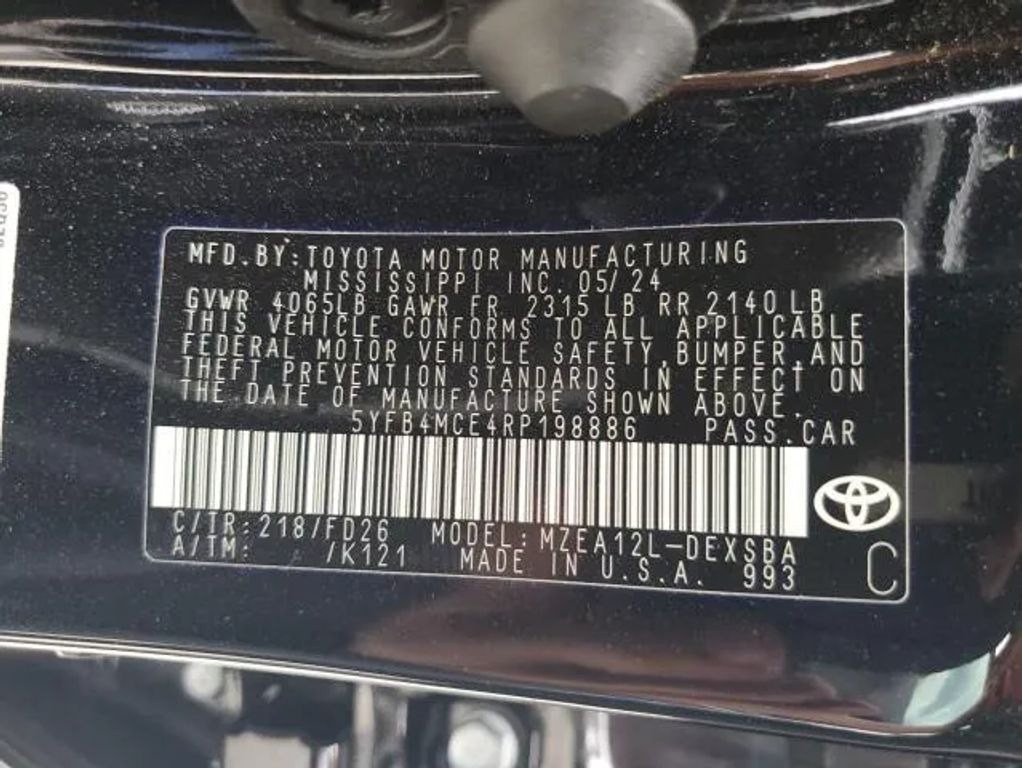 MFD. BY: TOYOTA MOTOR MANUFACTURING
MISSISSIPPI INC. 05/24
GVWR 4065LB GAWR FR 2315 LB RR 2140 LB
THIS VEHICLE CONFORMS TO ALL APPLICABLE
FEDERAL MOTOR VEHICLE SAFETY, BUMPER, AND
THEFT PREVENTION STANDARDS IN EFFECT ON
THE DATE OF MANUFACTURE SHOWN ABOVE.
5YFB4MCE4RP198886 PASS. CAR
C/TR: 218/FD26 MODEL: MZEA12L-DEXSBA
A/TM: /K121 MADE IN U.S.A. 993 C